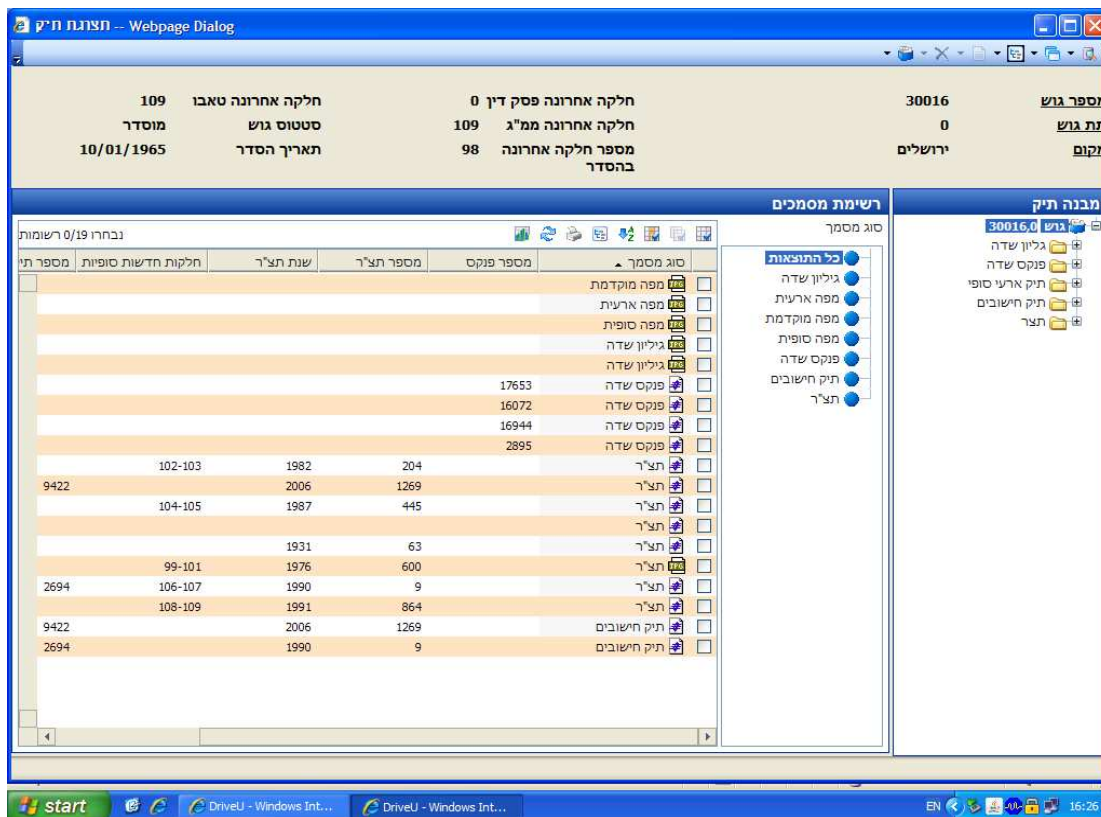 תצוגת תיק -- Webpage Dialog
מספר גוש 30016 חלקה אחרונה פסק דין 0 חלקה אחרונה טאבו 109
תת גוש 0 חלקה אחרונה ממ"ג 109 סטטוס גוש מוסדר
מקום ירושלים מספר חלקה אחרונה בהסדר 98 תאריך הסדר 10/01/1965
מבנה תיק
גוש 30016,0
גליון שדה
פנקס שדה
תיק ארעי סופי
תיק חישובים
תצר
רשימת מסמכים
סוג מסמך
כל התוצאות
גיליון שדה
מפה ארעית
מפה מוקדמת
מפה סופית
פנקס שדה
תיק חישובים
תצ"ר
נבחרו 0/19 רשומות
סוג מסמך מספר פנקס מספר תצ"ר שנת תצ"ר חלקות חדשות סופיות מספר תי
מפה מוקדמת
מפה ארעית
מפה סופית
גיליון שדה
גיליון שדה
פנקס שדה 17653
פנקס שדה 16072
פנקס שדה 16944
פנקס שדה 2895
תצ"ר 204 1982 102-103
תצ"ר 1269 2006 9422
תצ"ר 445 1987 104-105
תצ"ר
תצ"ר 63 1931
תצ"ר 600 1976 99-101
תצ"ר 9 1990 106-107 2694
תצ"ר 864 1991 108-109
תיק חישובים 1269 2006 9422
תיק חישובים 9 1990 2694
start DriveU - Windows Int... DriveU - Windows Int... EN 16:26